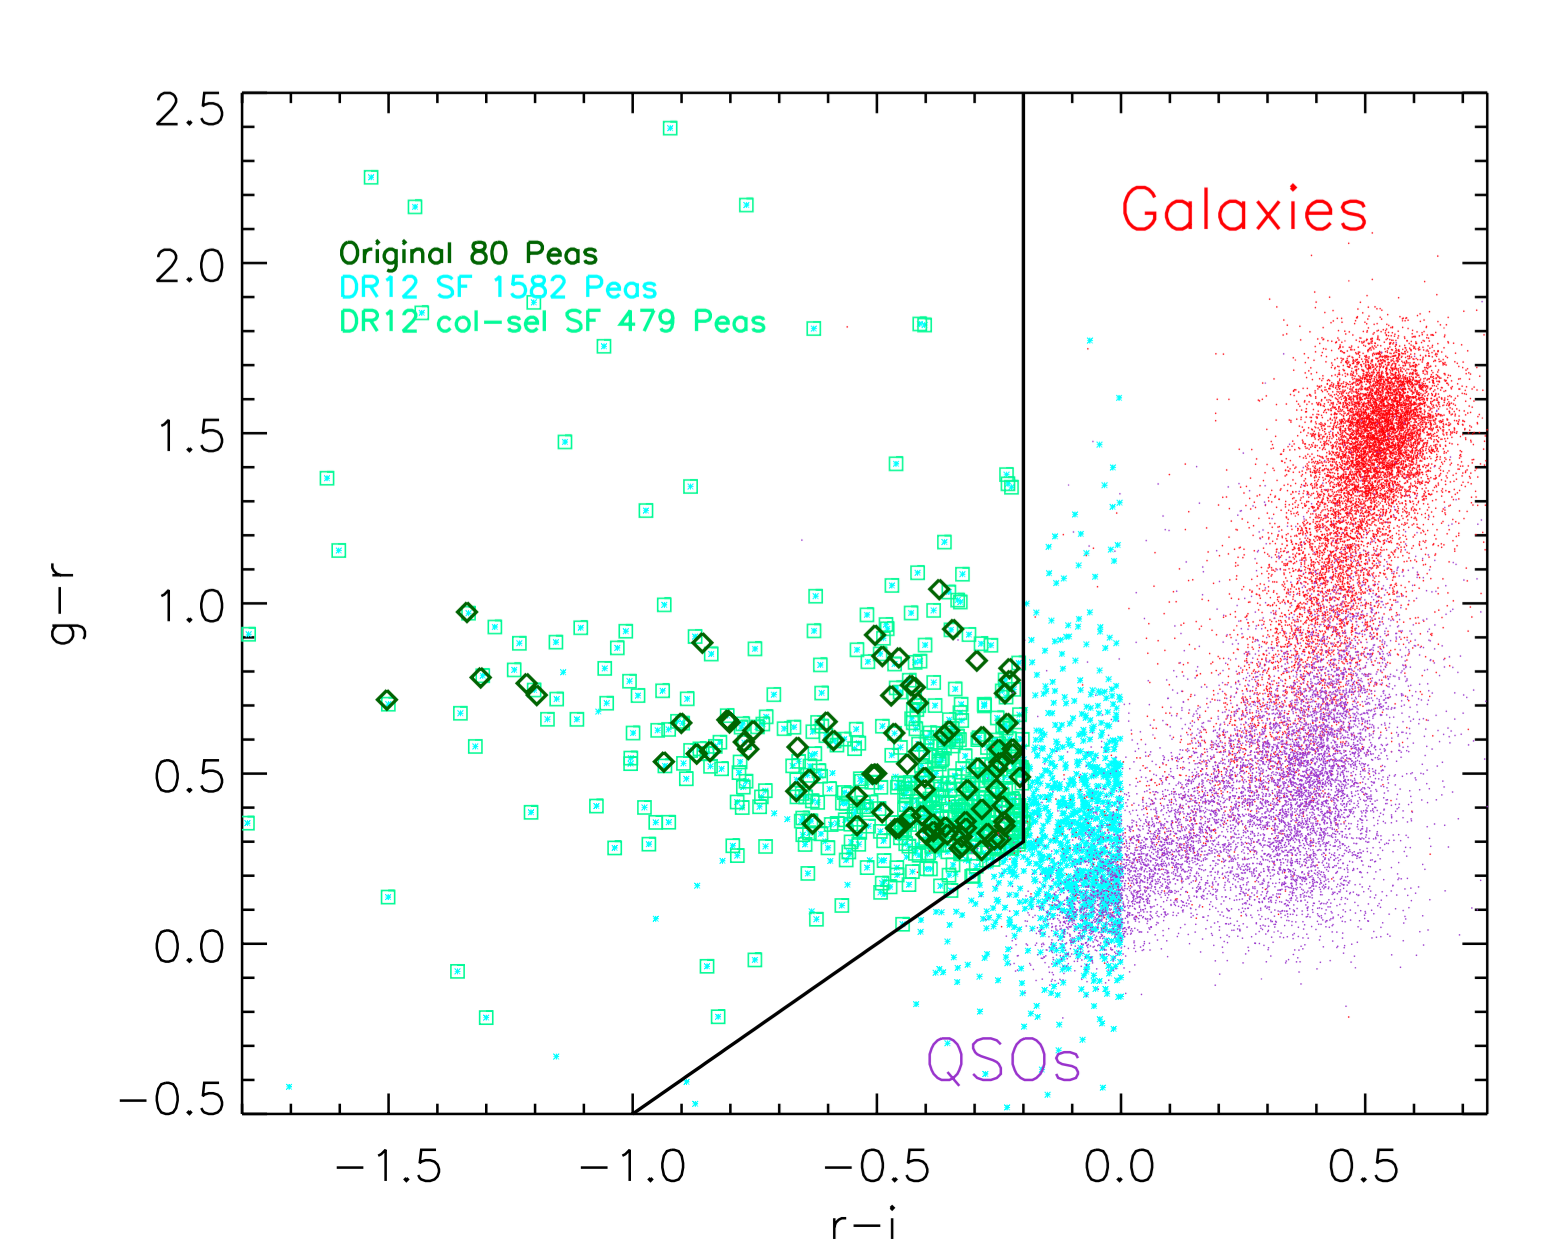 2.5
Galaxies
Original 80 Peas
2.0
DR12 SF 1582 Peas
DR12 col-sel SF 479 Peas
1.5
g-r
1.0
0.5
0.0
QSOs
-0.5
-1.5 -1.0 -0.5 0.0 0.5
r-i